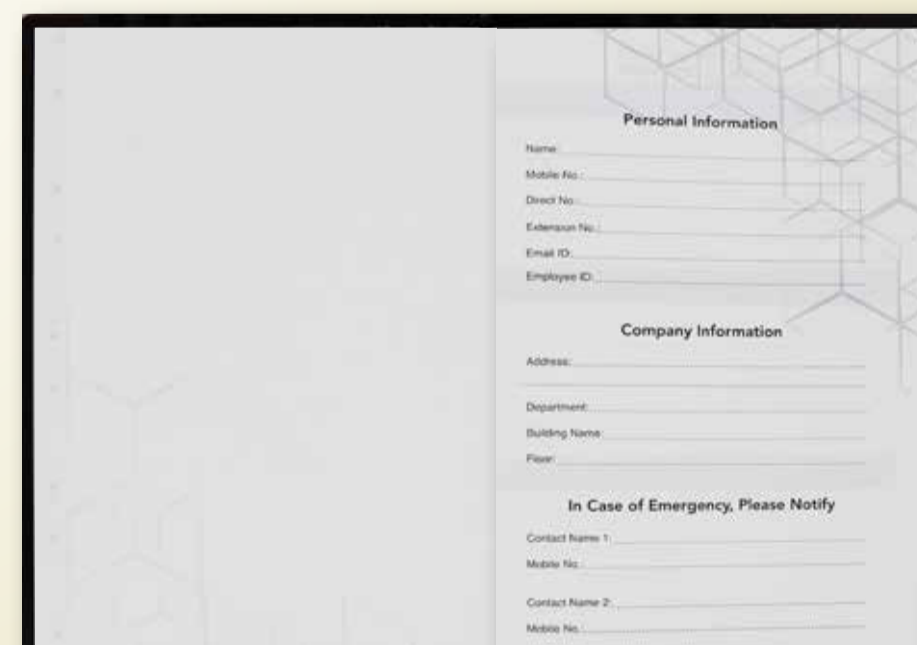 Personal Information
Name:
Mobile No.:
Direct No.:
Extension No.:
Email ID:
Employee ID:
Company Information
Address:
Department:
Building Name:
Floor:
In Case of Emergency, Please Notify
Contact Name 1:
Mobile No.:
Contact Name 2:
Mobile No.: